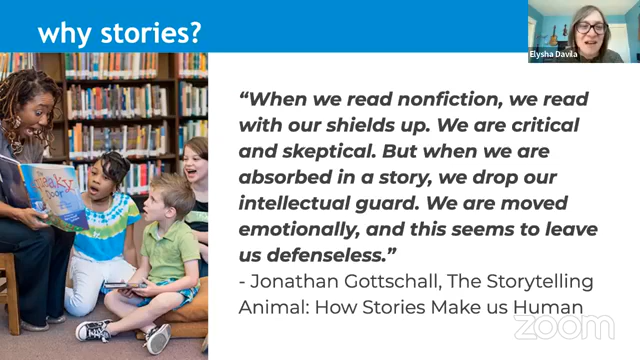 why stories?
Elysha Davila
"When we read nonfiction, we read
with our shields up. We are critical
and skeptical. But when we are
absorbed in a story, we drop our
intellectual guard. We are moved
emotionally, and this seems to leave
us defenseless."
- Jonathan Gottschall, The Storytelling
Animal: How Stories Make us Human
zoom